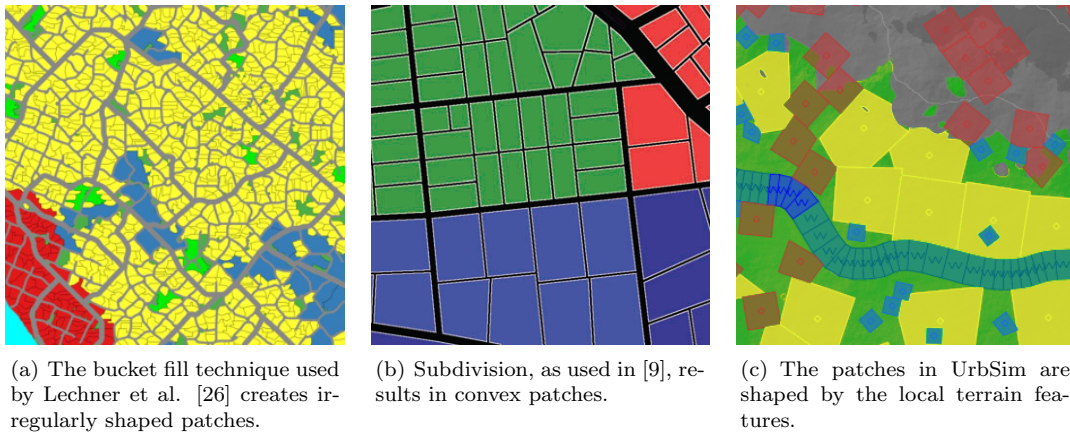 (a) The bucket fill technique used
by Lechner et al. [26] creates ir-
regularly shaped patches.
(b) Subdivision, as used in [9], re-
sults in convex patches.
(c) The patches in UrbSim are
shaped by the local terrain fea-
tures.